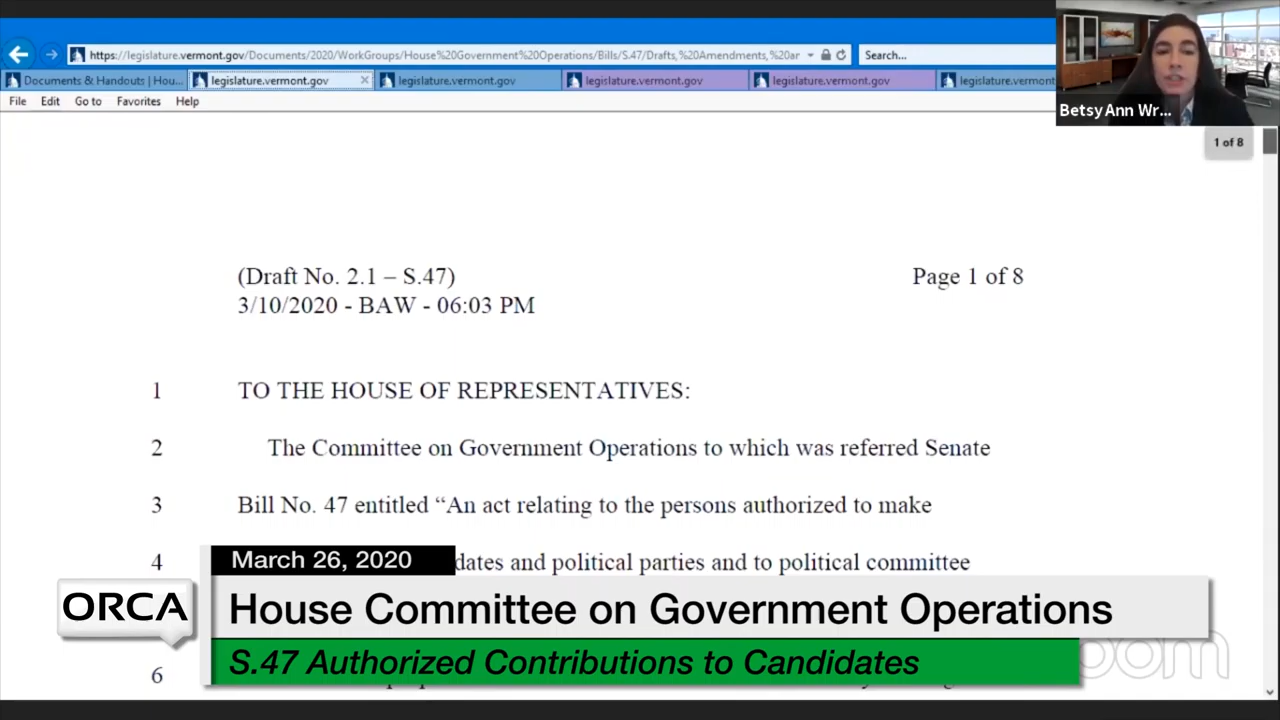 https://legislature.vermont.gov/Documents/2020/WorkGroups/House%20Government%20Operations/Bills/S.47/Drafts,%20Amendments,%20ar
Search...
Documents & Handouts | Hou...
legislature.vermont.gov
legislature.vermont.gov
legislature.vermont.gov
legislature.vermont.gov
legislature.vermont.gov
File Edit Go to Favorites Help
Betsy Ann Wr...
1 of 8
(Draft No. 2.1 – S.47)
Page 1 of 8
3/10/2020 - BAW - 06:03 PM
1 TO THE HOUSE OF REPRESENTATIVES:
2 The Committee on Government Operations to which was referred Senate
3 Bill No. 47 entitled “An act relating to the persons authorized to make
4 dates and political parties and to political committee
March 26, 2020
ORCA
House Committee on Government Operations
S.47 Authorized Contributions to Candidates
6